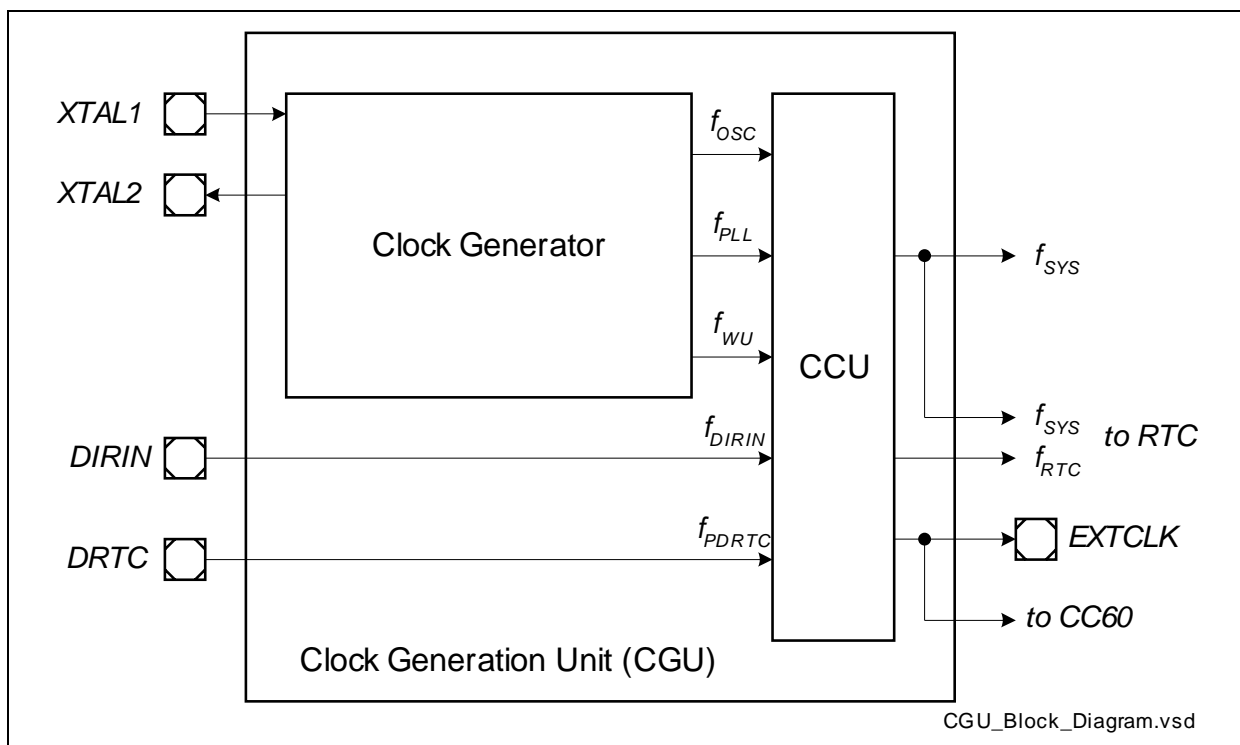 XTAL1
XTAL2
Clock Generator
fOSC
fPLL
fWU
CCU
fSYS
fSYS
to RTC
fRTC
DIRIN
fDIRIN
DRTC
fPDRTC
EXTCLK
to CC60
Clock Generation Unit (CGU)
CGU_Block_Diagram.vsd